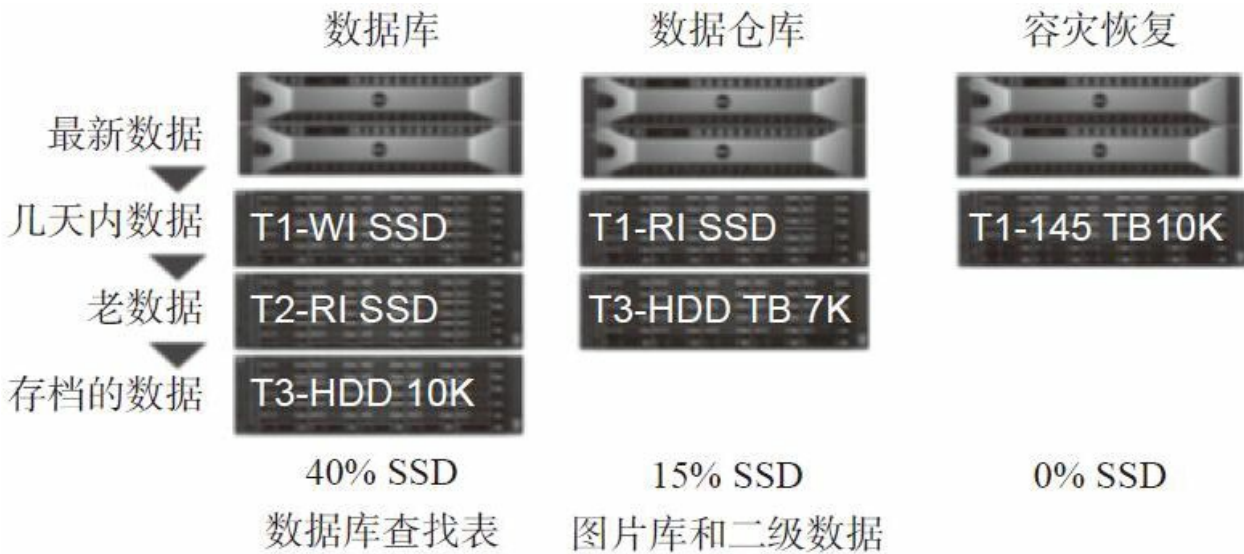 数据库 数据仓库 容灾恢复
最新数据
几天内数据 T1-WI SSD T1-RI SSD T1-145 TB10K
老数据 T2-RI SSD T3-HDD TB 7K
存档的数据 T3-HDD 10K
40% SSD 15% SSD 0% SSD
数据库查找表 图片库和二级数据